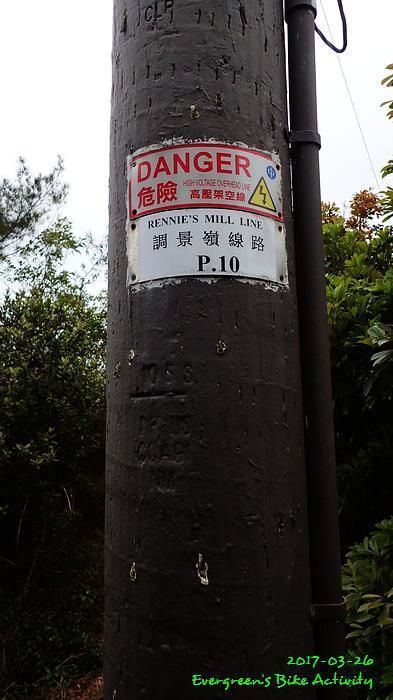 CLP
DANGER
危險
HIGH VOLTAGE OVERHEAD LINE
高壓架空線
RENNIE'S MILL LINE
調景嶺線路
P.10
2017-03-26
Evergreen's Bike Activity